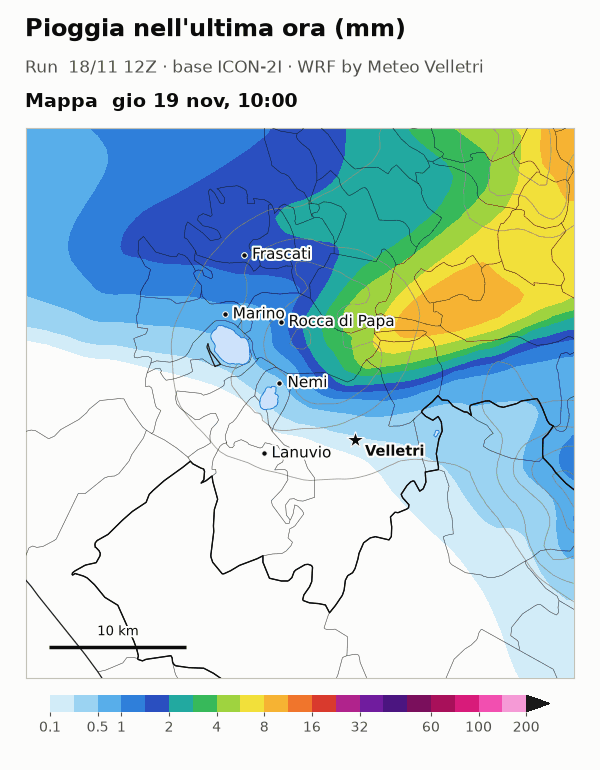 Pioggia nell'ultima ora (mm)
Run  18/11 12Z · base ICON-2I · WRF by Meteo Velletri
Mappa  gio 19 nov, 10:00
Frascati
Marino
Rocca di Papa
Nemi
Velletri
Lanuvio
10 km
0.1 0.5 1 2 4 8 16 32 60 100 200